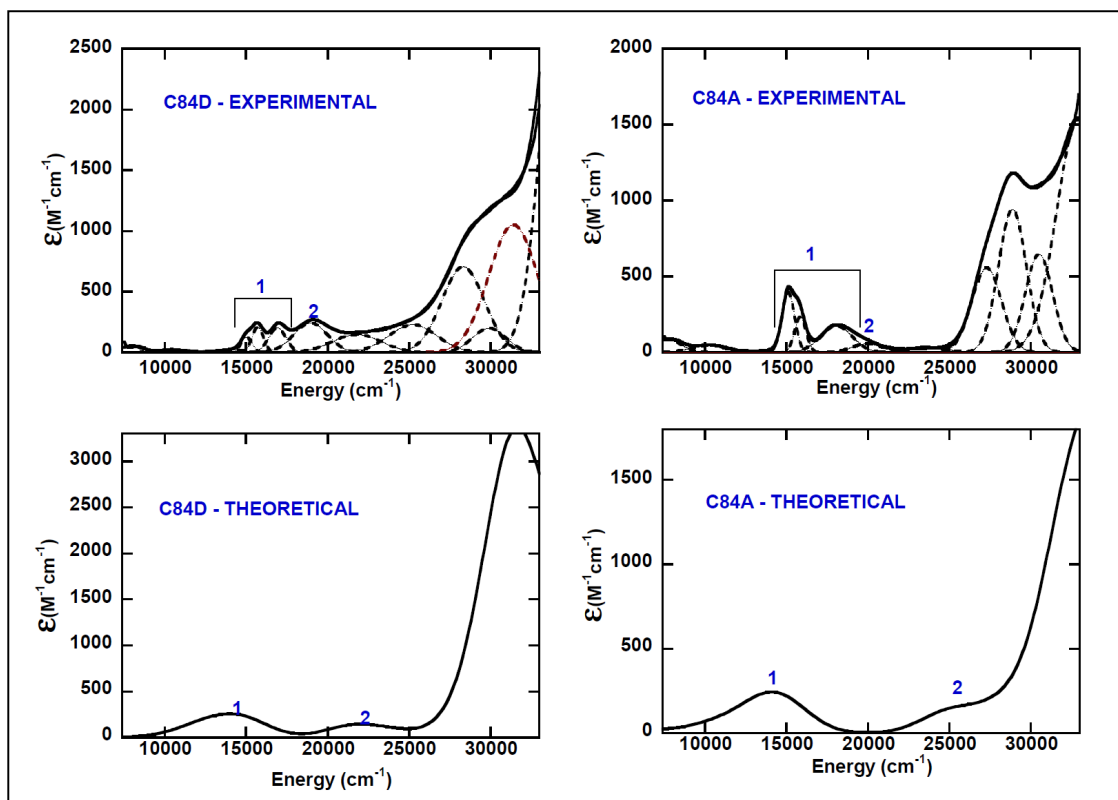 C84D - EXPERIMENTAL
2500
2000
1500
1000
500
0
ε(M-1cm-1)
1
2
10000 15000 20000 25000 30000
Energy (cm-1)
C84A - EXPERIMENTAL
2000
1500
1000
500
0
ε(M-1cm-1)
1
2
10000 15000 20000 25000 30000
Energy (cm-1)
C84D - THEORETICAL
3000
2500
2000
1500
1000
500
0
ε(M-1cm-1)
1
2
10000 15000 20000 25000 30000
Energy (cm-1)
C84A - THEORETICAL
1500
1000
500
0
ε(M-1cm-1)
1
2
10000 15000 20000 25000 30000
Energy (cm-1)